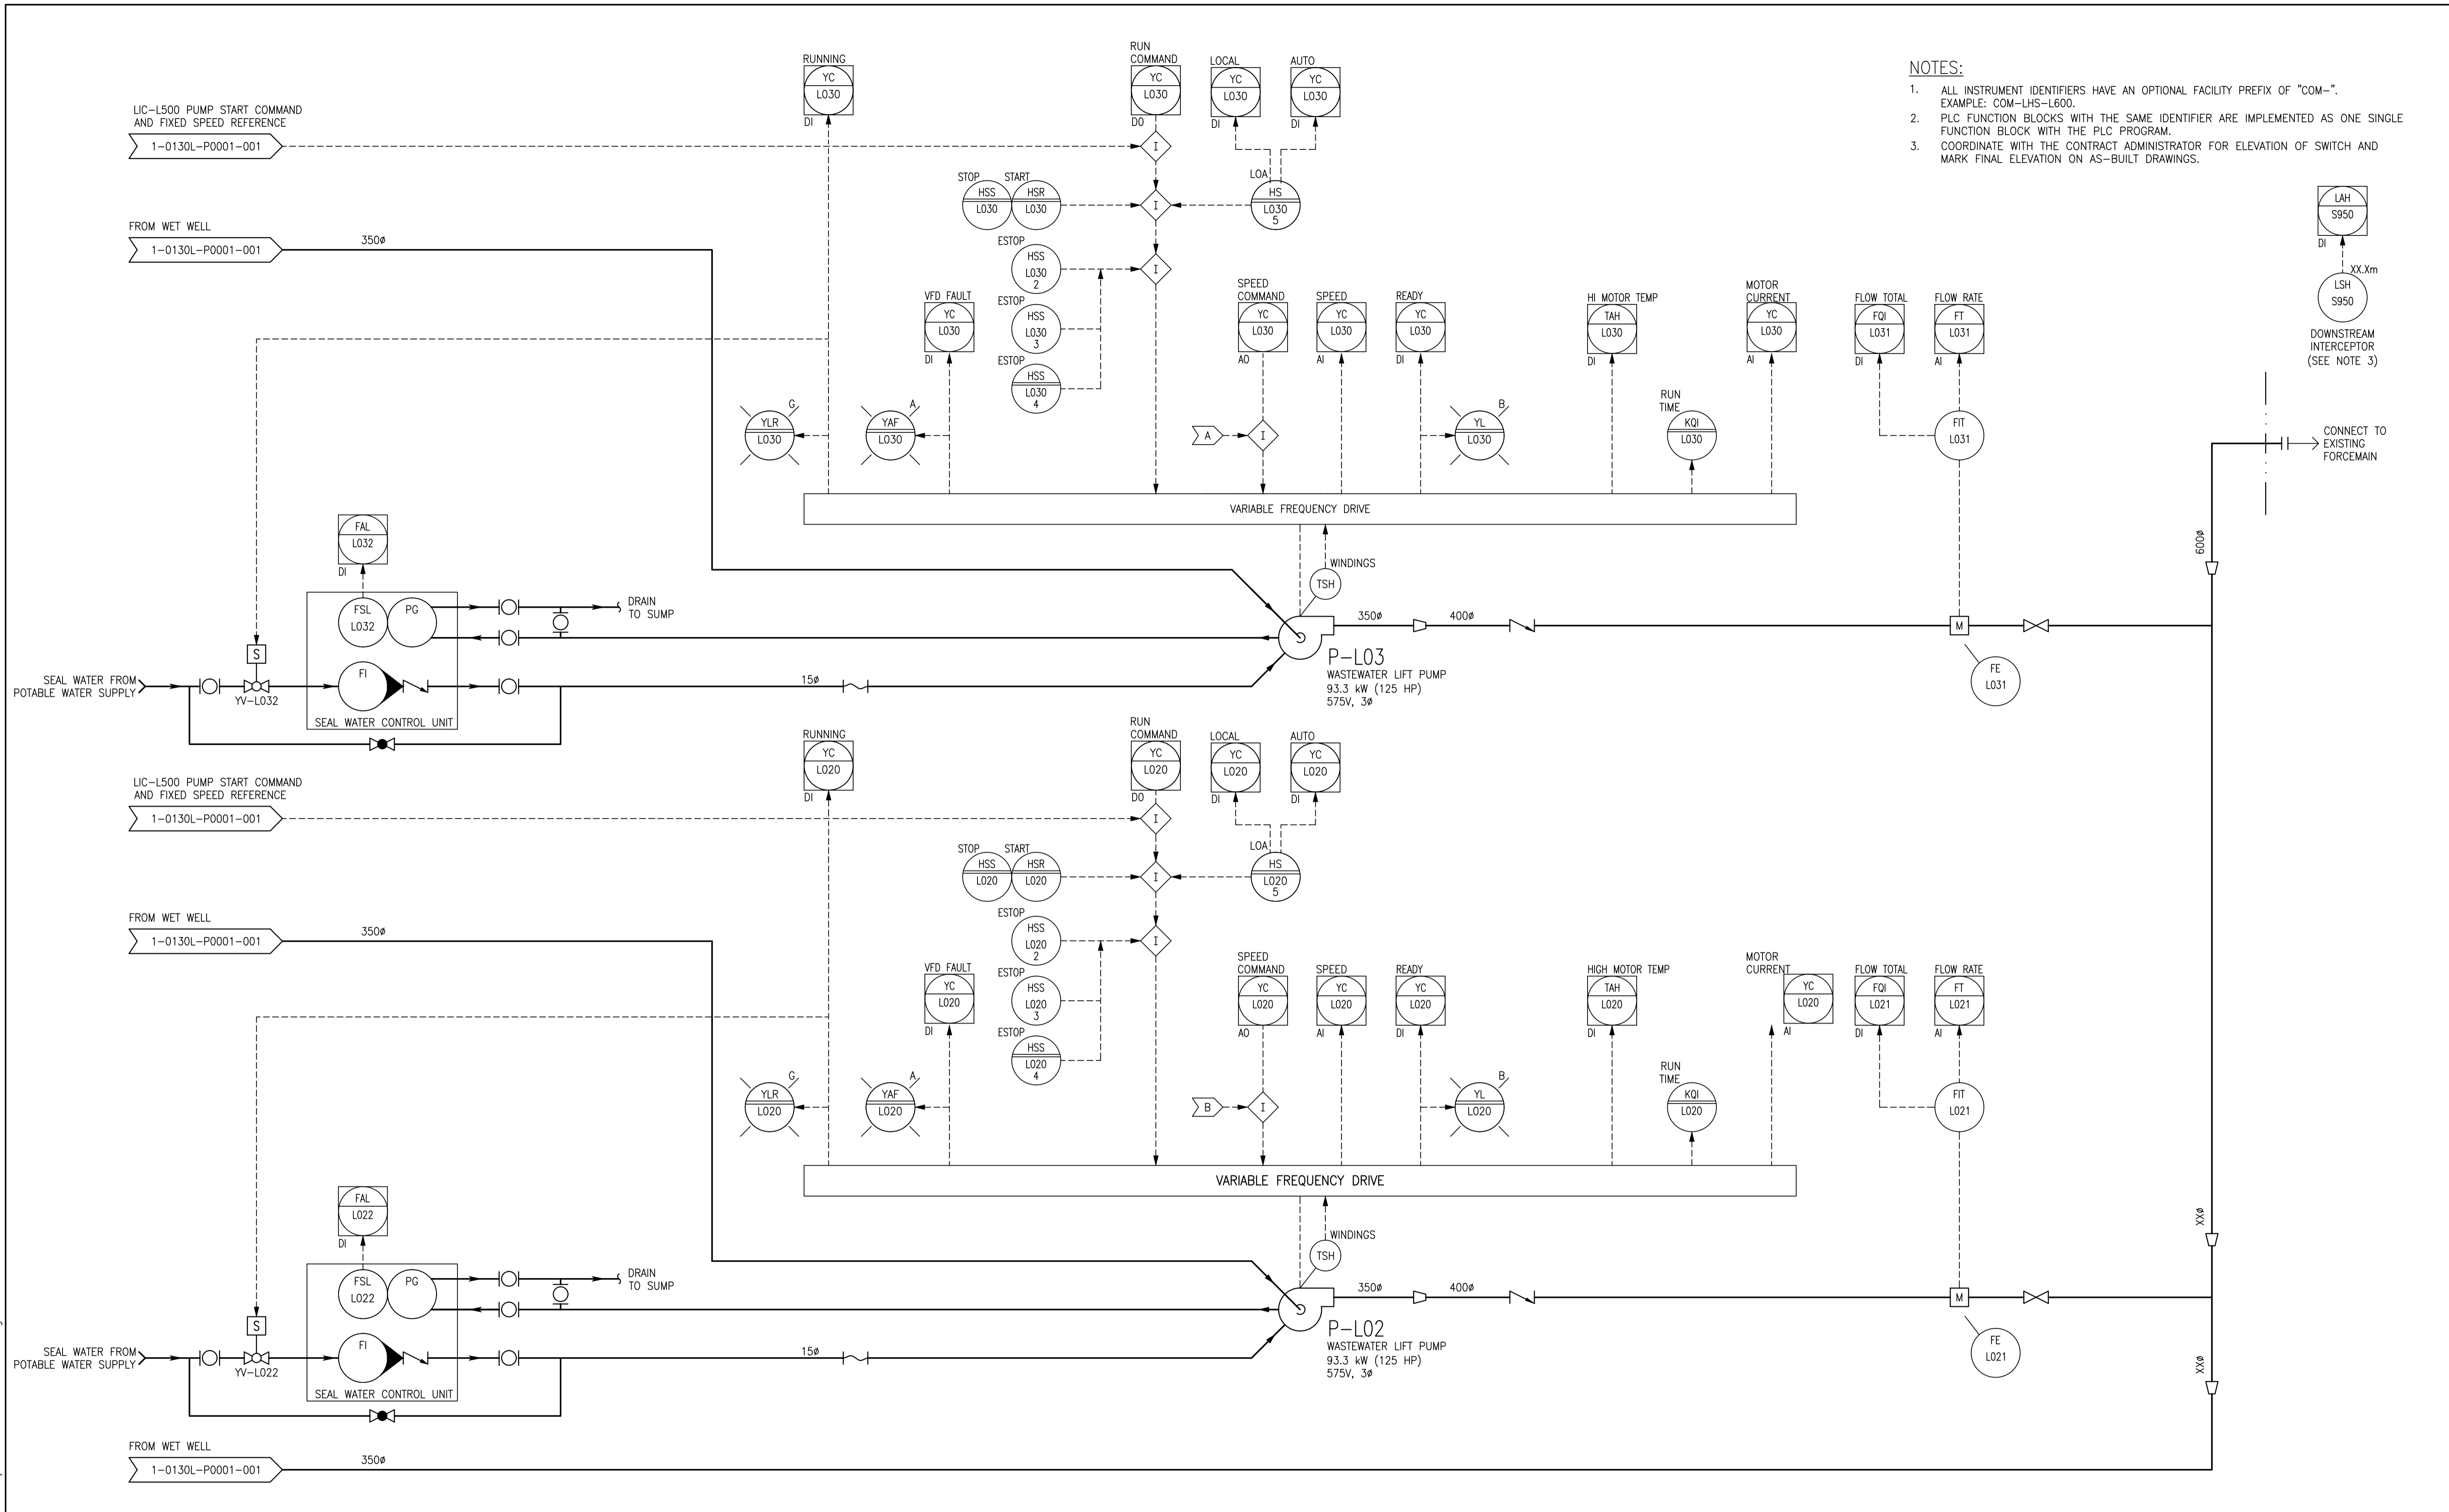 NOTES:
1. ALL INSTRUMENT IDENTIFIERS HAVE AN OPTIONAL FACILITY PREFIX OF "COM-".
EXAMPLE: COM-LHS-L600.
2. PLC FUNCTION BLOCKS WITH THE SAME IDENTIFIER ARE IMPLEMENTED AS ONE SINGLE
FUNCTION BLOCK WITH THE PLC PROGRAM.
3. COORDINATE WITH THE CONTRACT ADMINISTRATOR FOR ELEVATION OF SWITCH AND
MARK FINAL ELEVATION ON AS-BUILT DRAWINGS.
LAH
S950
DI
XX.Xm
LSH
S950
DOWNSTREAM
INTERCEPTOR
(SEE NOTE 3)
CONNECT TO
EXISTING
FORCEMAIN
600ø
LIC-L500 PUMP START COMMAND
AND FIXED SPEED REFERENCE
1-0130L-P0001-001
FROM WET WELL
1-0130L-P0001-001
350ø
RUNNING
YC
L030
DI
RUN
COMMAND
YC
L030
DO
LOCAL
YC
L030
DI
AUTO
YC
L030
DI
I
STOP
HSS
L030
START
HSR
L030
I
LOA
HS
L030
5
ESTOP
HSS
L030
2
I
ESTOP
HSS
L030
3
ESTOP
HSS
L030
4
VFD FAULT
YC
L030
DI
SPEED
COMMAND
YC
L030
AO
SPEED
YC
L030
AI
READY
YC
L030
DI
HI MOTOR TEMP
TAH
L030
DI
MOTOR
CURRENT
YC
L030
AI
FLOW TOTAL
FQI
L031
DI
FLOW RATE
FT
L031
AI
G
YLR
L030
A
YAF
L030
A
I
B
YL
L030
RUN
TIME
KQI
L030
FIT
L031
VARIABLE FREQUENCY DRIVE
WINDINGS
TSH
FAL
L032
DI
FSL
L032
PG
DRAIN
TO SUMP
S
FI
SEAL WATER FROM
POTABLE WATER SUPPLY
YV-L032
SEAL WATER CONTROL UNIT
15ø
350ø
400ø
M
FE
L031
P-L03
WASTEWATER LIFT PUMP
93.3 kW (125 HP)
575V, 3ø
LIC-L500 PUMP START COMMAND
AND FIXED SPEED REFERENCE
1-0130L-P0001-001
FROM WET WELL
1-0130L-P0001-001
350ø
RUNNING
YC
L020
DI
RUN
COMMAND
YC
L020
DO
LOCAL
YC
L020
DI
AUTO
YC
L020
DI
I
STOP
HSS
L020
START
HSR
L020
I
LOA
HS
L020
5
ESTOP
HSS
L020
2
I
ESTOP
HSS
L020
3
ESTOP
HSS
L020
4
VFD FAULT
YC
L020
DI
SPEED
COMMAND
YC
L020
AO
SPEED
YC
L020
AI
READY
YC
L020
DI
HIGH MOTOR TEMP
TAH
L020
DI
MOTOR
CURRENT
YC
L020
AI
FLOW TOTAL
FQI
L021
DI
FLOW RATE
FT
L021
AI
G
YLR
L020
A
YAF
L020
B
I
B
YL
L020
RUN
TIME
KQI
L020
FIT
L021
VARIABLE FREQUENCY DRIVE
WINDINGS
TSH
FAL
L022
DI
FSL
L022
PG
DRAIN
TO SUMP
S
FI
SEAL WATER FROM
POTABLE WATER SUPPLY
YV-L022
SEAL WATER CONTROL UNIT
15ø
350ø
400ø
M
FE
L021
P-L02
WASTEWATER LIFT PUMP
93.3 kW (125 HP)
575V, 3ø
XXø
XXø
FROM WET WELL
1-0130L-P0001-001
350ø